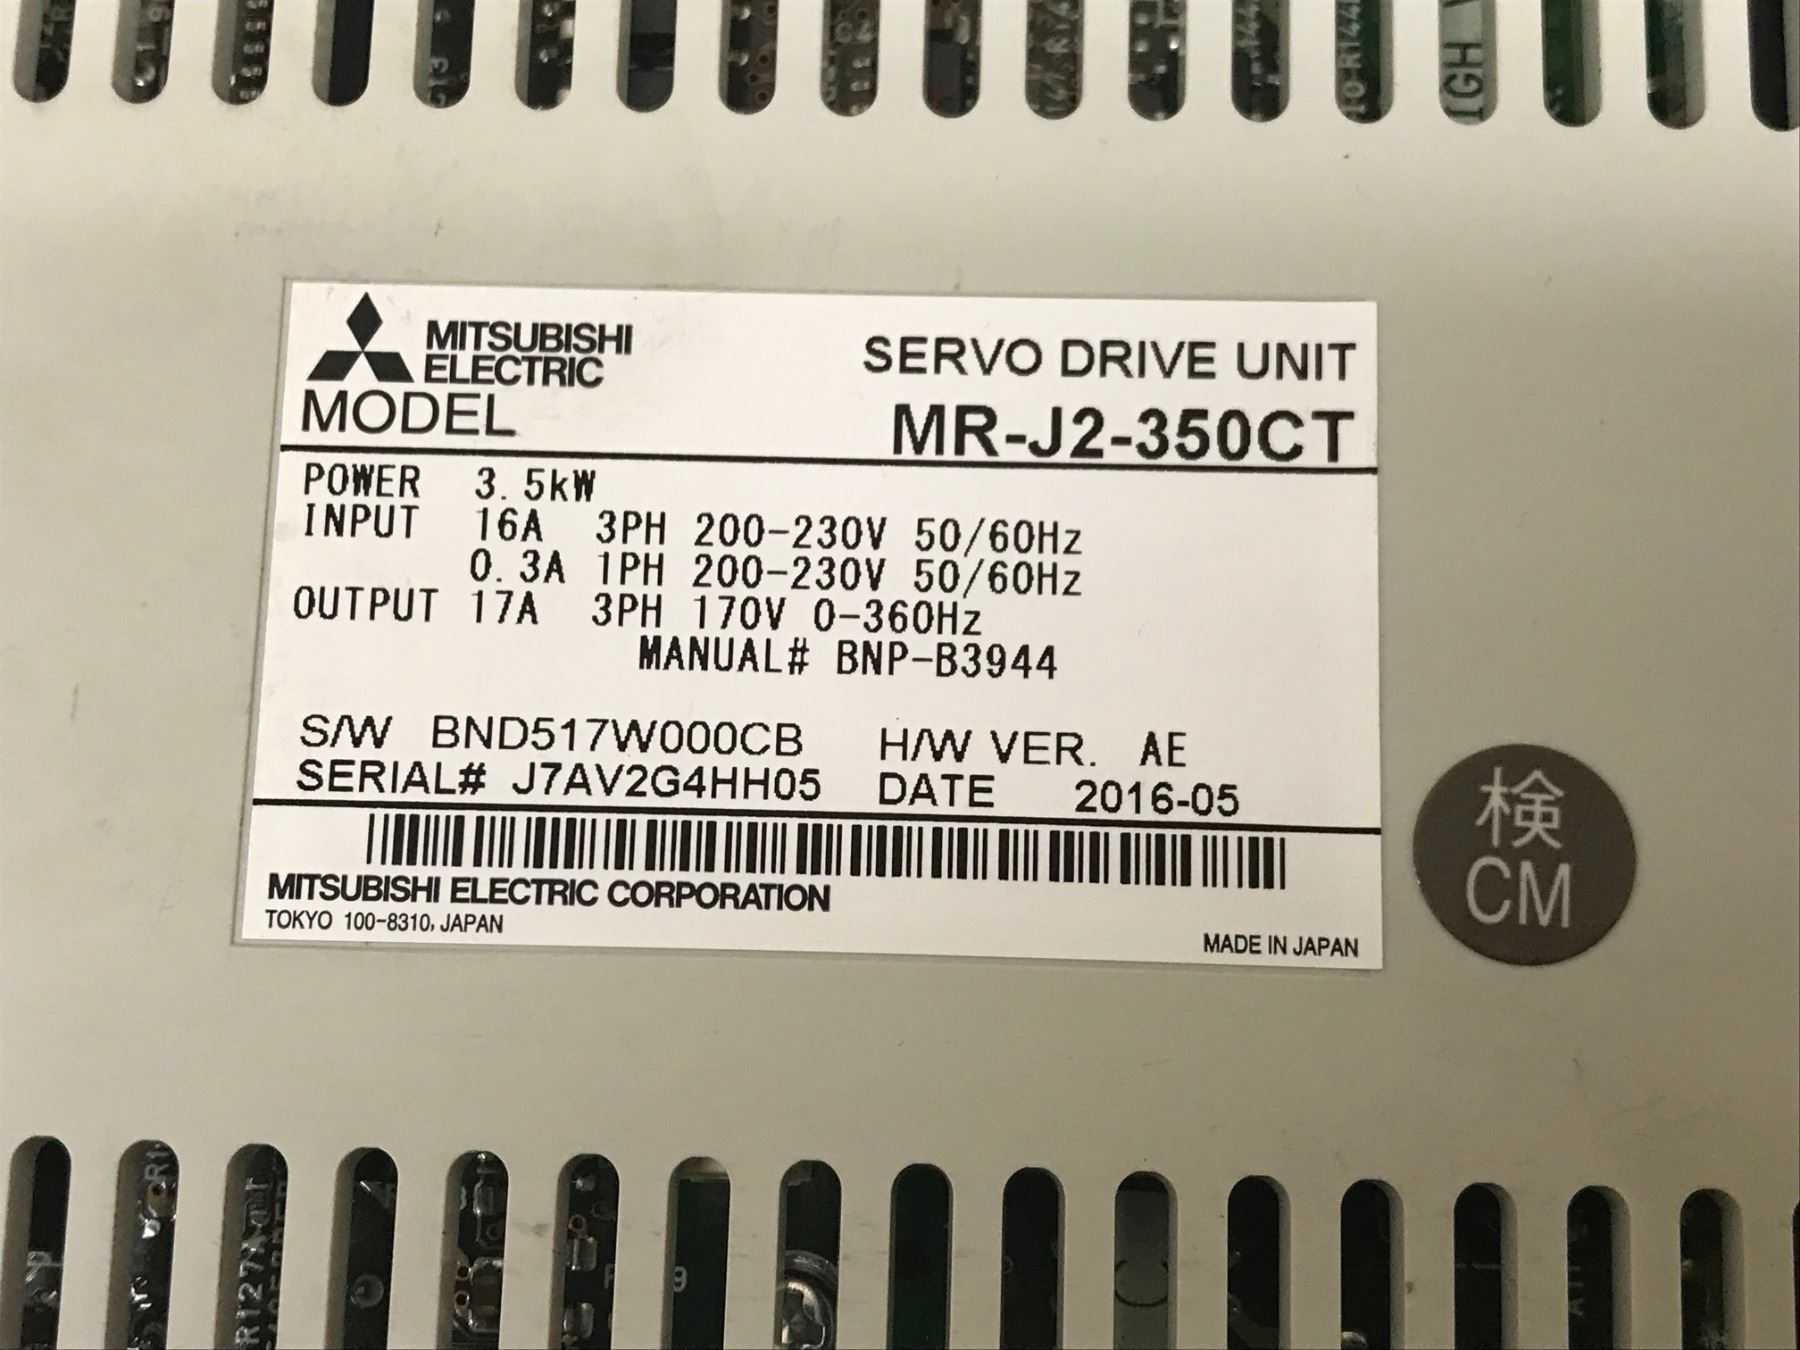 MITSUBISHI
ELECTRIC
SERVO DRIVE UNIT
MODEL MR-J2-350CT
POWER 3.5kW
INPUT 16A 3PH 200-230V 50/60Hz
0.3A 1PH 200-230V 50/60Hz
OUTPUT 17A 3PH 170V 0-360Hz
MANUAL# BNP-B3944
S/W BND517W000CB H/W VER. AE
SERIAL# J7AV2G4HH05 DATE 2016-05
MITSUBISHI ELECTRIC CORPORATION
TOKYO 100-8310, JAPAN
MADE IN JAPAN
検
CM